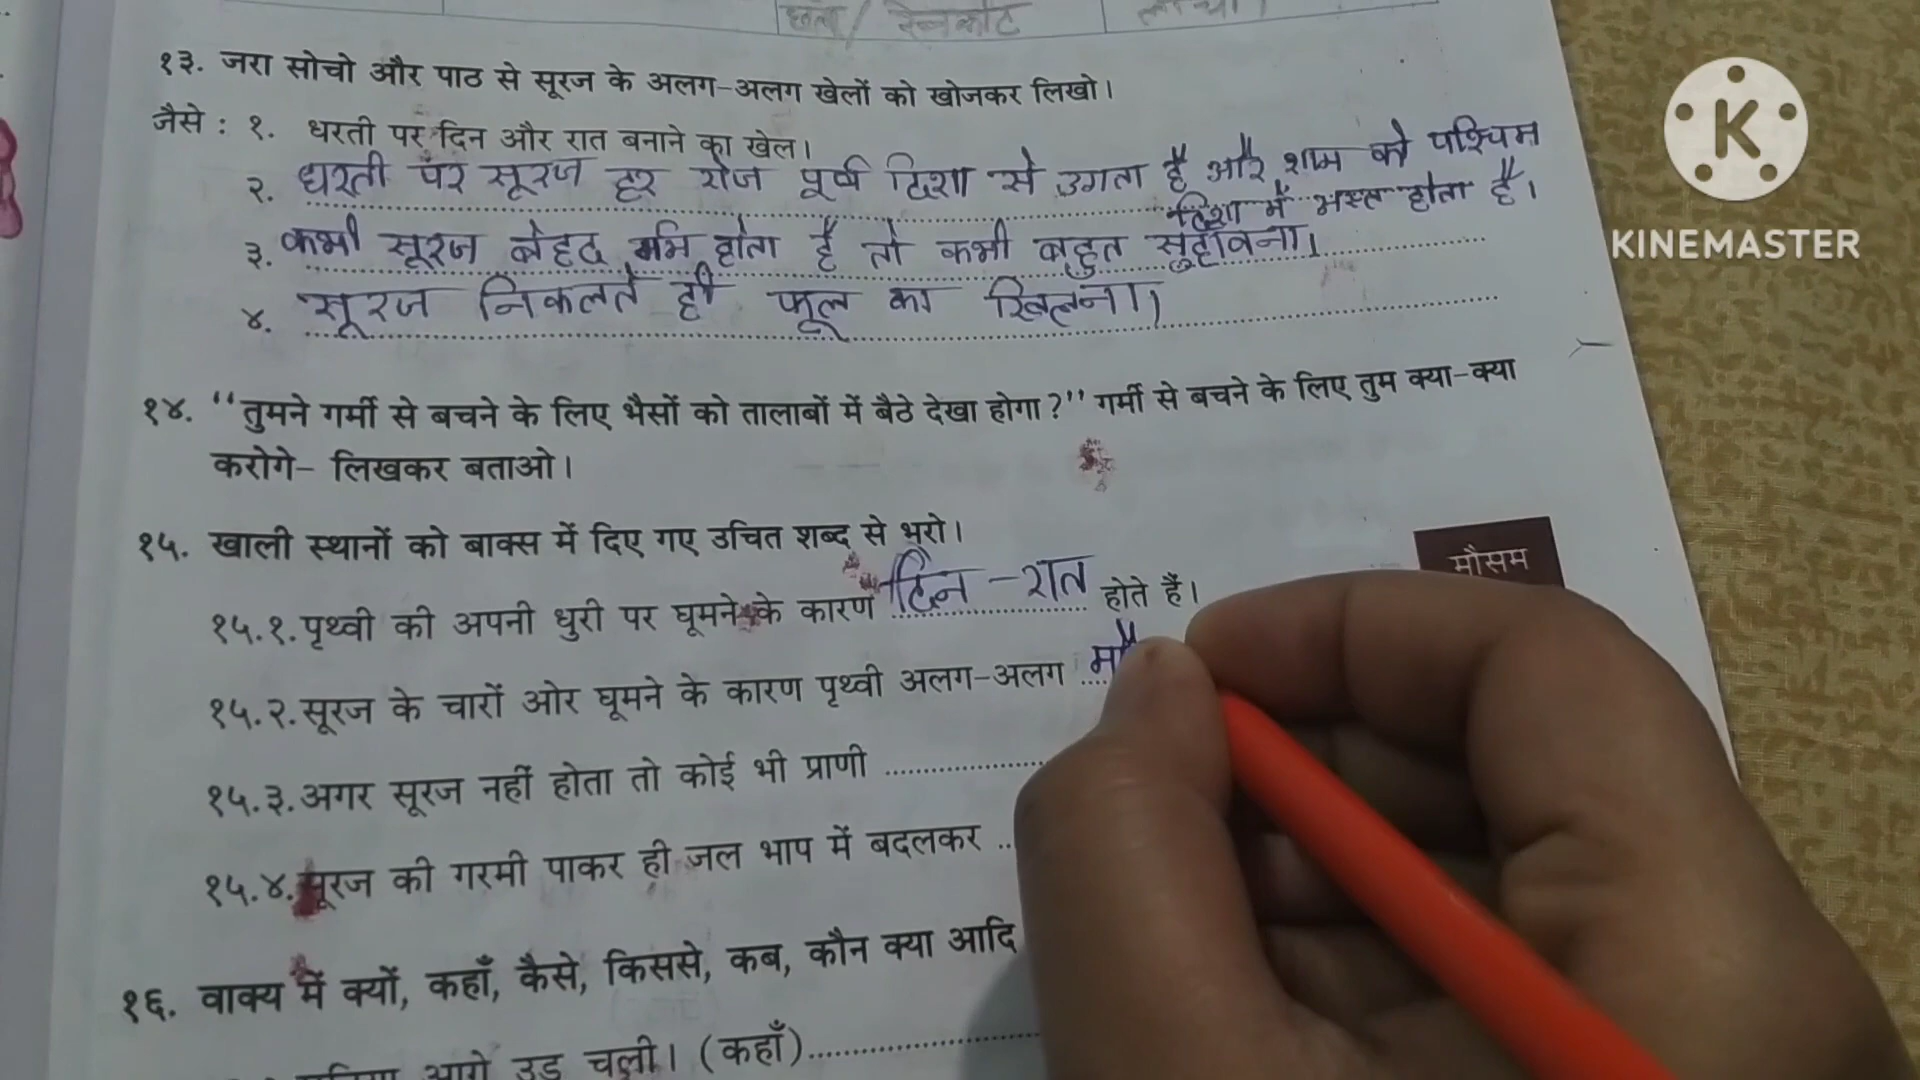 छाता/ रेनकोट
१३. जरा सोचो और पाठ से सूरज के अलग-अलग खेलों को खोजकर लिखो।
जैसे : १. धरती पर दिन और रात बनाने का खेल।
२. धरती पर सूरज हर रोज पूर्व दिशा से उगता है और शाम को पश्चिम
दिशा में अस्त होता है।
३. कभी सूरज बेहद गर्म होता है तो कभी बहुत सुहावना।
४. सूरज निकलते ही फूल का खिलना।
१४. "तुमने गर्मी से बचने के लिए भैसों को तालाबों में बैठे देखा होगा?" गर्मी से बचने के लिए तुम क्या-क्या
करोगे- लिखकर बताओ।
१५. खाली स्थानों को बाक्स में दिए गए उचित शब्द से भरो।
मौसम
१५.१. पृथ्वी की अपनी धुरी पर घूमने के कारण दिन-रात होते हैं।
१५.२. सूरज के चारों ओर घूमने के कारण पृथ्वी अलग-अलग मौ
१५.३. अगर सूरज नहीं होता तो कोई भी प्राणी ..................
१५.४. सूरज की गरमी पाकर ही जल भाप में बदलकर ..
१६. वाक्य में क्यों, कहाँ, कैसे, किससे, कब, कौन क्या आदि
आगे उड़ चली। (कहाँ)..................
K
KINEMASTER